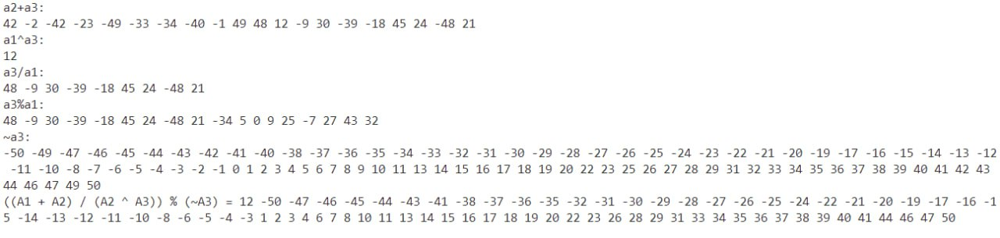 a2+a3:
42 -2 -42 -23 -49 -33 -34 -40 -1 49 48 12 -9 30 -39 -18 45 24 -48 21
a1^a3:
12
a3/a1:
48 -9 30 -39 -18 45 24 -48 21
a3%a1:
48 -9 30 -39 -18 45 24 -48 21 -34 5 0 9 25 -7 27 43 32
~a3:
-50 -49 -47 -46 -45 -44 -43 -42 -41 -40 -38 -37 -36 -35 -34 -33 -32 -31 -30 -29 -28 -27 -26 -25 -24 -23 -22 -21 -20 -19 -17 -16 -15 -14 -13 -12
-11 -10 -8 -7 -6 -5 -4 -3 -2 -1 0 1 2 3 4 5 6 7 8 9 10 11 13 14 15 16 17 18 19 20 22 23 25 26 27 28 29 31 32 33 34 35 36 37 38 39 40 41 42 43
44 46 47 49 50
((A1 + A2) / (A2 ^ A3)) % (~A3) = 12 -50 -47 -46 -45 -44 -43 -41 -38 -37 -36 -35 -32 -31 -30 -29 -28 -27 -26 -25 -24 -22 -21 -20 -19 -17 -16 -1
5 -14 -13 -12 -11 -10 -8 -6 -5 -4 -3 1 2 3 4 6 7 8 10 11 13 14 15 16 17 18 19 20 22 23 26 28 29 31 33 34 35 36 37 38 39 40 41 44 46 47 50